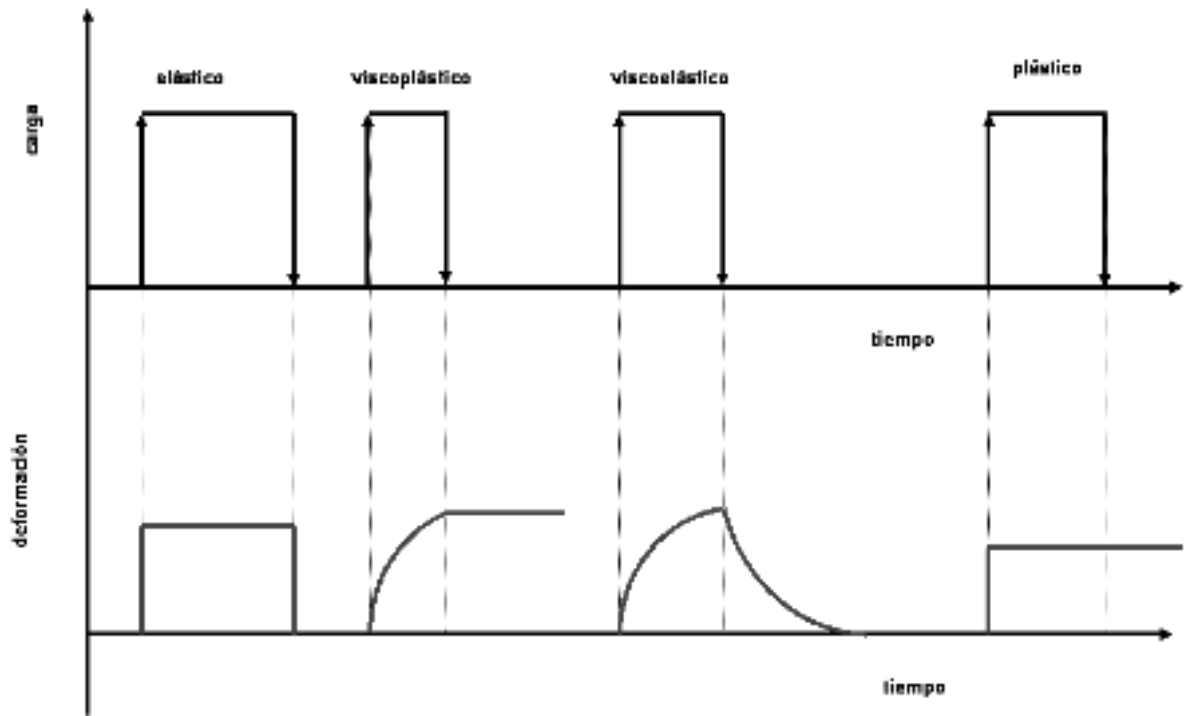 elástico
viscoplástico
viscoelástico
plástico
carga
tiempo
deformación
tiempo